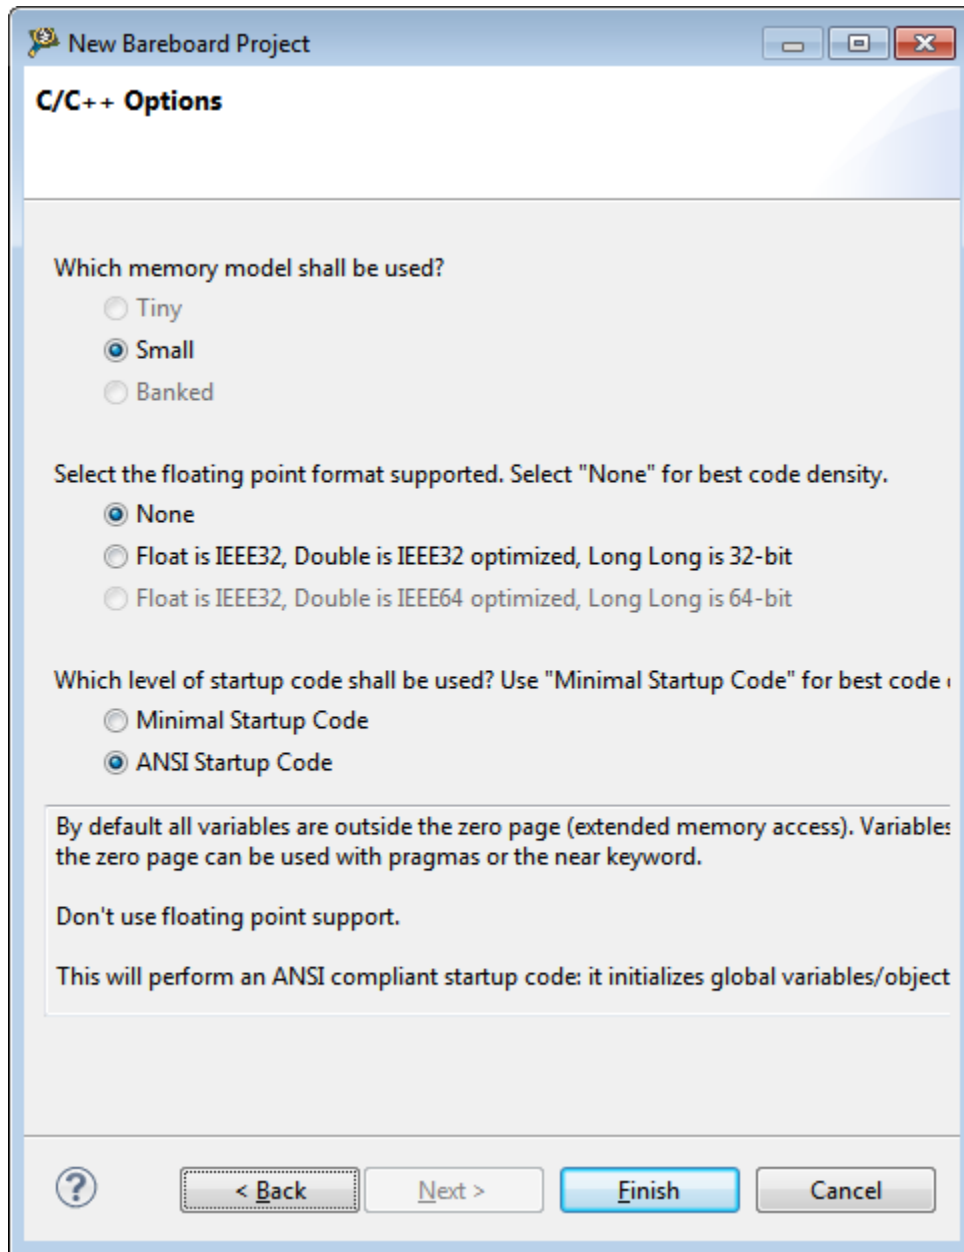 New Bareboard Project
C/C++ Options
Which memory model shall be used?
Tiny
Small
Banked
Select the floating point format supported. Select "None" for best code density.
None
Float is IEEE32, Double is IEEE32 optimized, Long Long is 32-bit
Float is IEEE32, Double is IEEE64 optimized, Long Long is 64-bit
Which level of startup code shall be used? Use "Minimal Startup Code" for best code
Minimal Startup Code
ANSI Startup Code
By default all variables are outside the zero page (extended memory access). Variables
the zero page can be used with pragmas or the near keyword.
Don't use floating point support.
This will perform an ANSI compliant startup code: it initializes global variables/object
?
< Back
Next >
Finish
Cancel